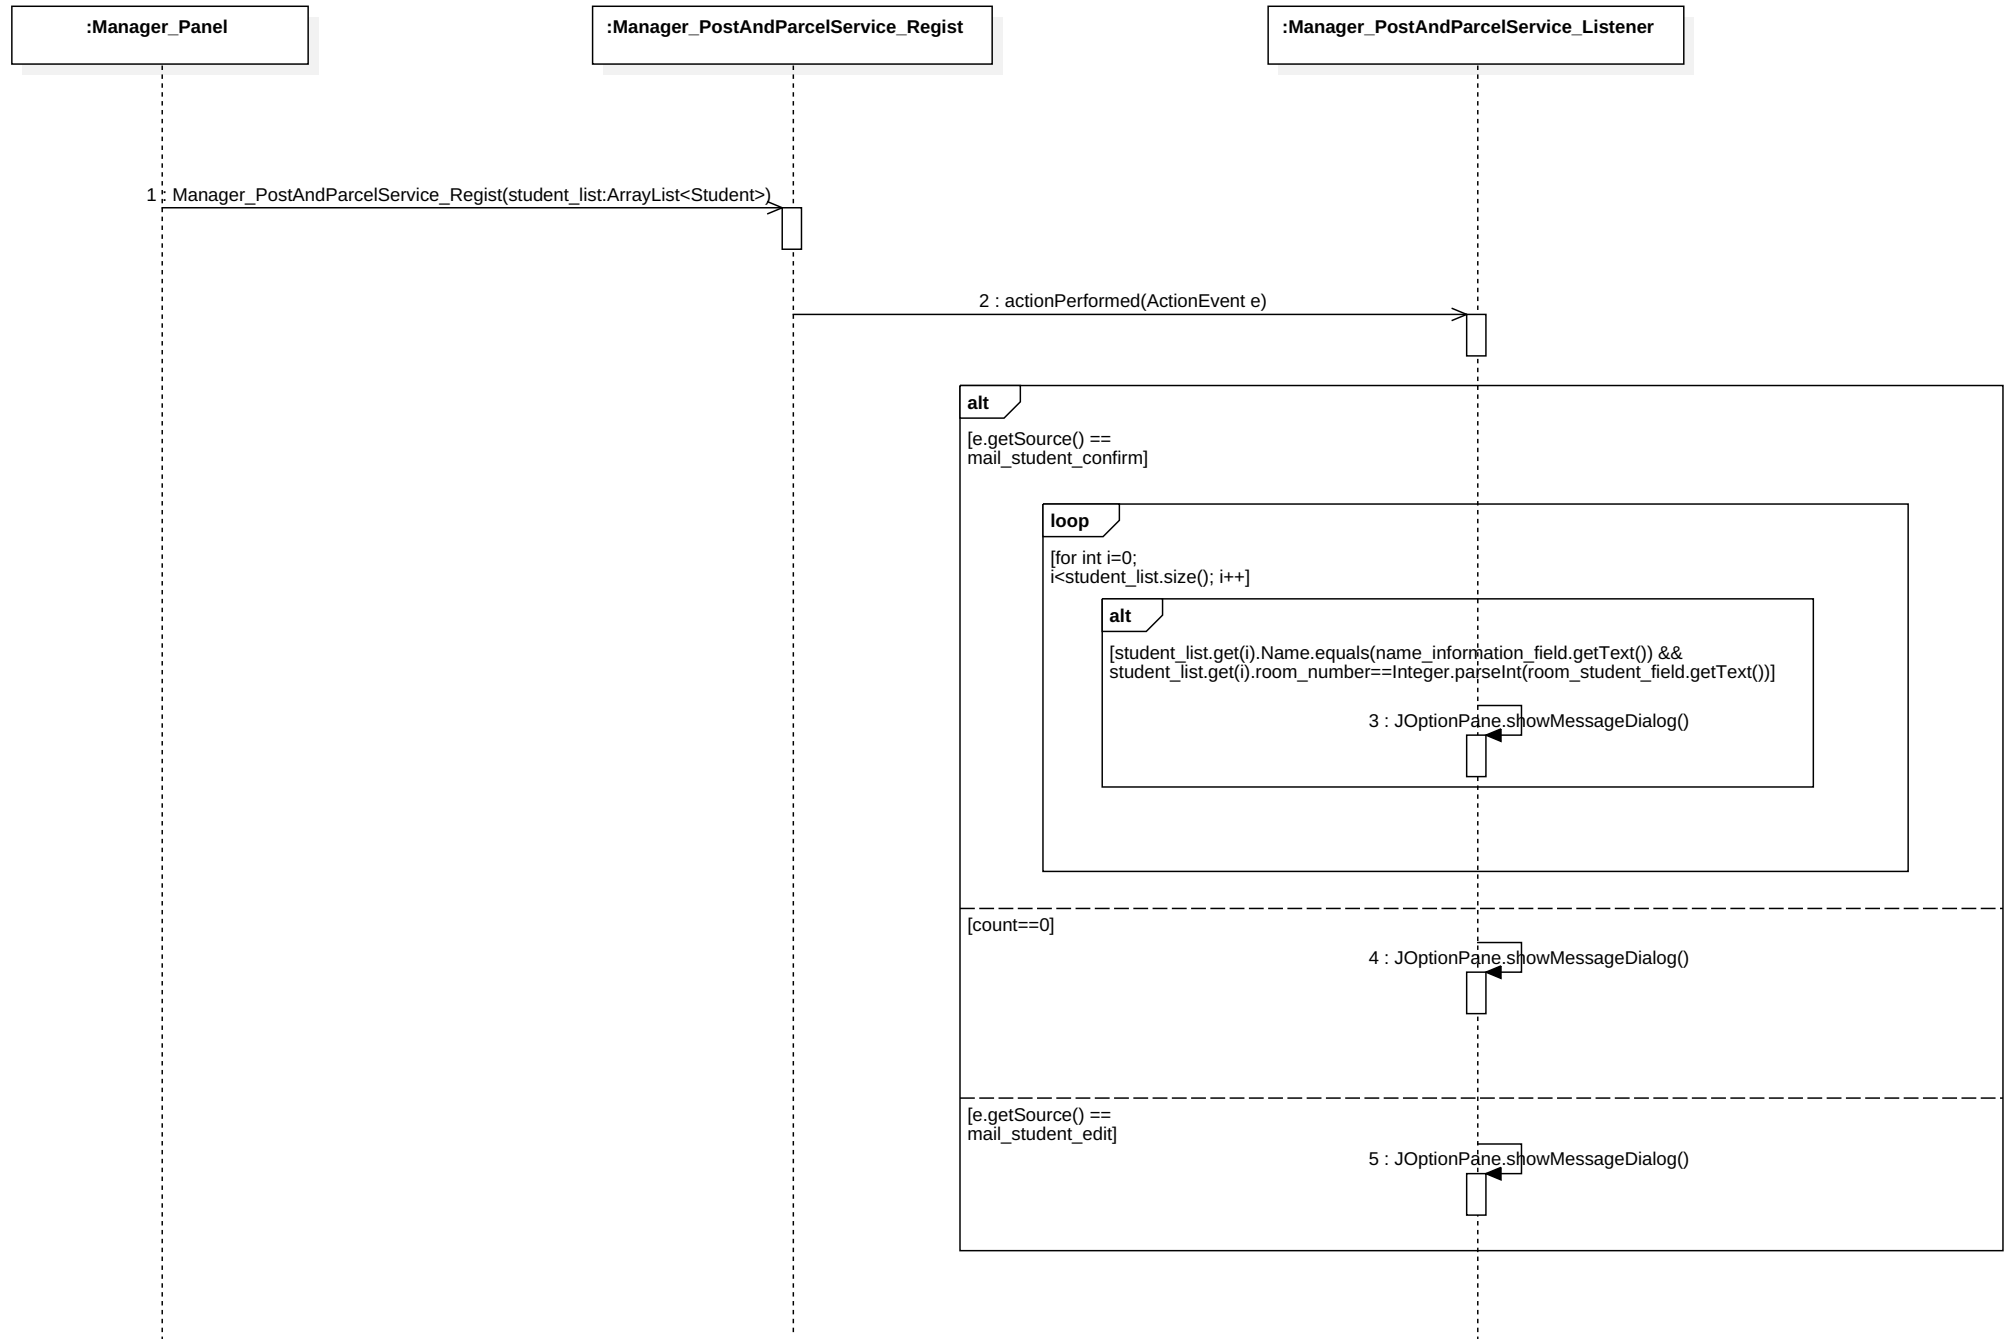 :Manager_Panel
:Manager_PostAndParcelService_Regist
:Manager_PostAndParcelService_Listener
1 : Manager_PostAndParcelService_Regist(student_list:ArrayList<Student>)
2 : actionPerformed(ActionEvent e)
alt
[e.getSource() ==
mail_student_confirm]
loop
[for int i=0;
i<student_list.size(); i++]
alt
[student_list.get(i).Name.equals(name_information_field.getText()) &&
student_list.get(i).room_number==Integer.parseInt(room_student_field.getText())]
3 : JOptionPane.showMessageDialog()
[count==0]
4 : JOptionPane.showMessageDialog()
[e.getSource() ==
mail_student_edit]
5 : JOptionPane.showMessageDialog()